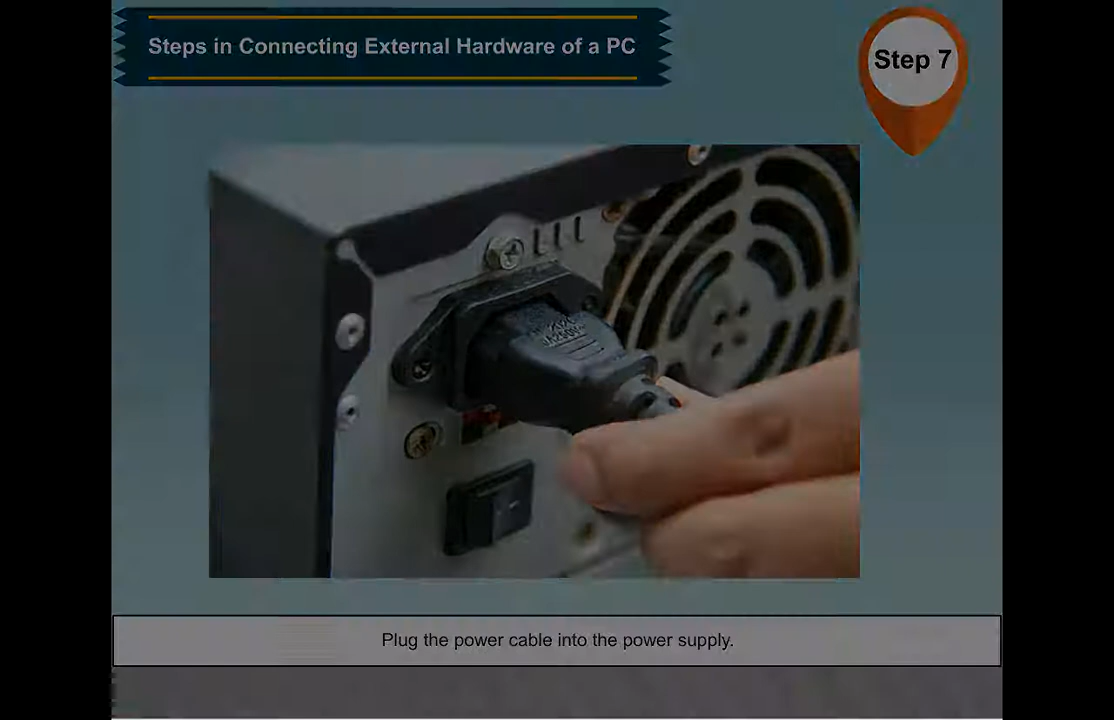 Steps in Connecting External Hardware of a PC
Step 7
Plug the power cable into the power supply.